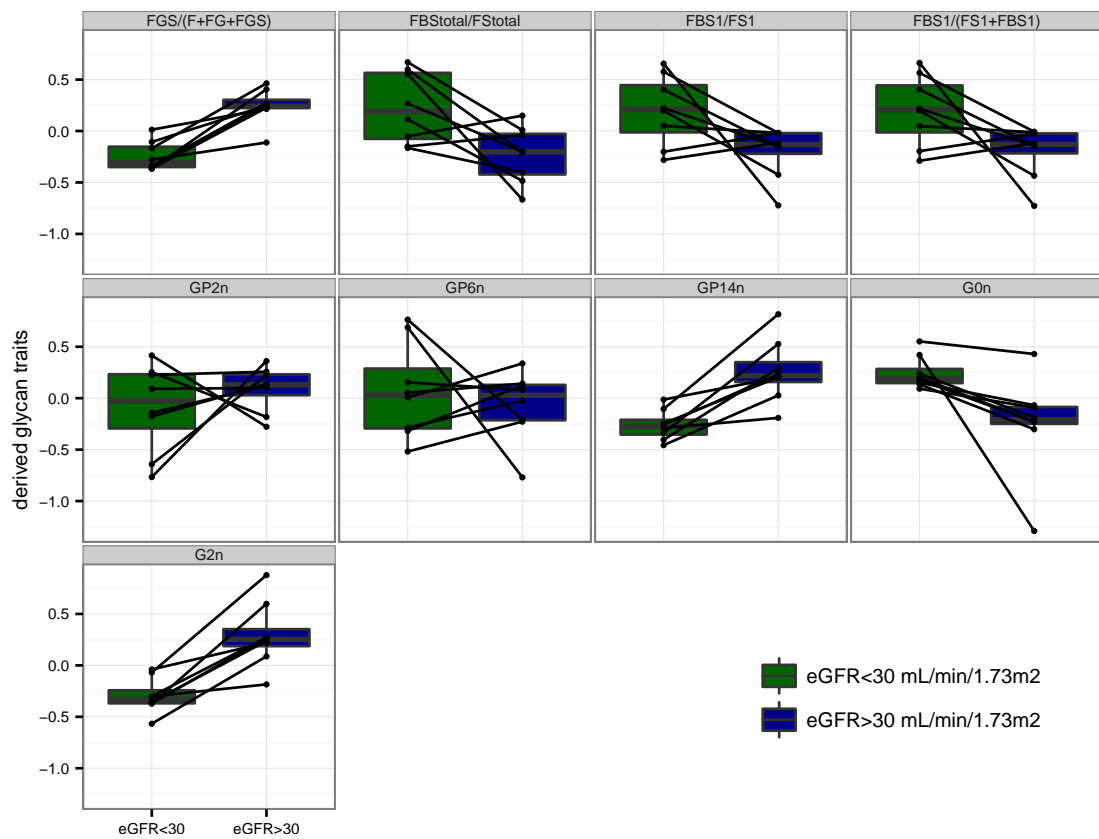 FGS/(F+FG+FGS) FBStotal/FStotal FBS1/FS1 FBS1/(FS1+FBS1)
0.5
0.0
−0.5
−1.0
GP2n GP6n GP14n G0n
0.5
0.0
−0.5
−1.0
derived glycan traits
G2n
0.5
0.0
−0.5
−1.0
eGFR<30 eGFR>30
eGFR<30 mL/min/1.73m2
eGFR>30 mL/min/1.73m2